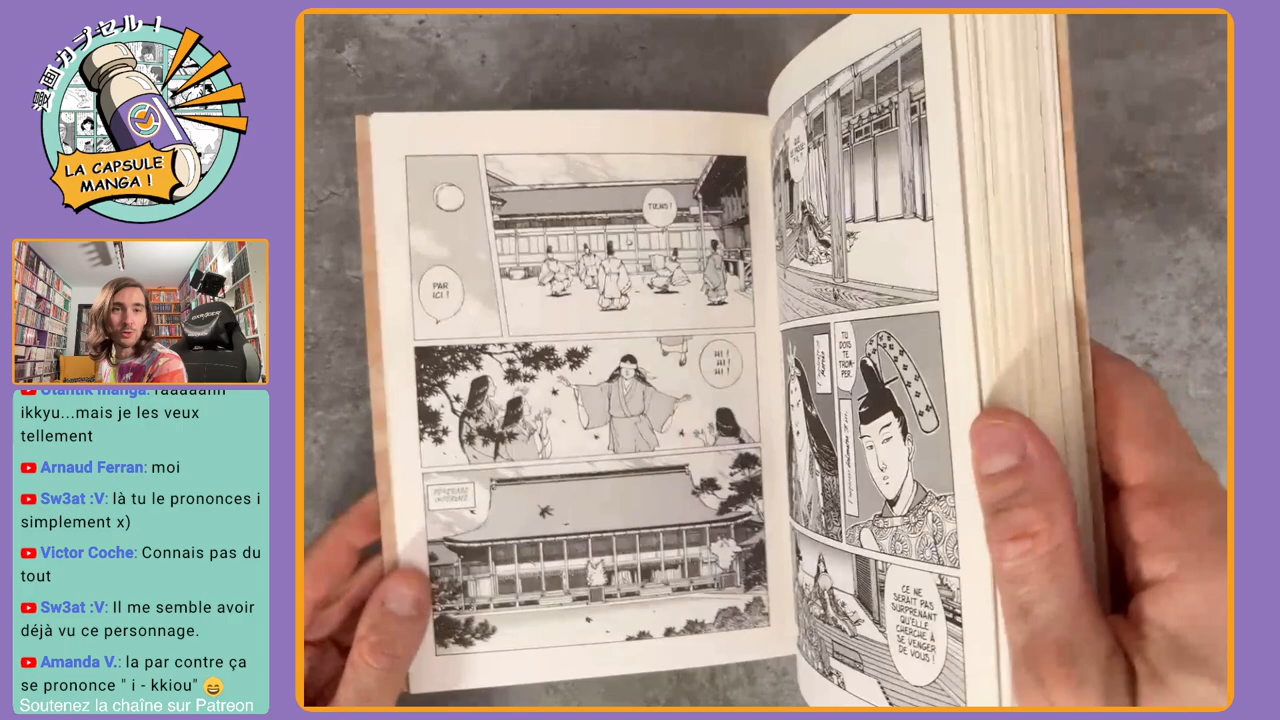 漫画カプセル！
LA CAPSULE
MANGA !
ikkyu...mais je les veux
tellement
Arnaud Ferran: moi
Sw3at :V: là tu le prononces i
simplement x)
Victor Coche: Connais pas du
tout
Sw3at :V: Il me semble avoir
déjà vu ce personnage.
Amanda V.: la par contre ça
se prononce " i - kkiou" 😄
Soutenez la chaîne sur Patreon
TIENS !
PAR
ICI !
HI !
HI !
HI !
TU
DOIS
TE
TROM-
PER.
CE NE
SERAIT PAS
SURPRENANT
QU'ELLE
CHERCHE À
SE VENGER
DE VOUS !